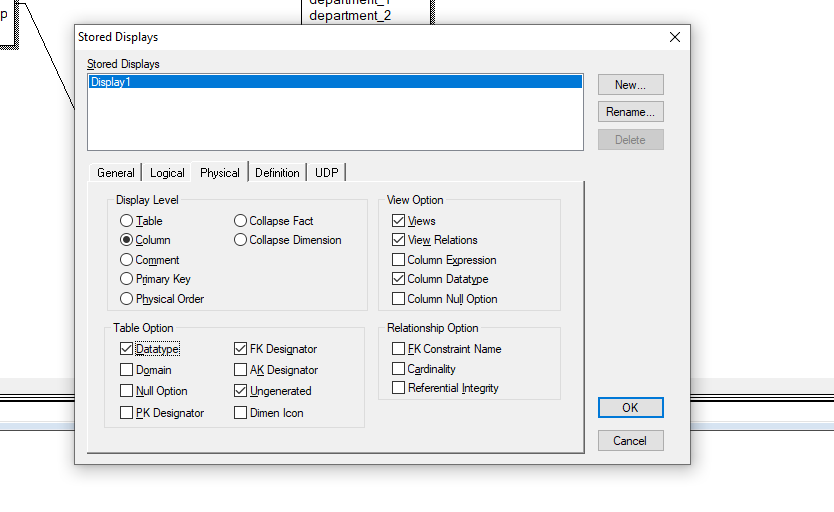 p
department_1
department_2
Stored Displays
Stored Displays
Display1
New...
Rename...
Delete
General Logical Physical Definition UDP
Display Level
Table
Column
Comment
Primary Key
Physical Order
Collapse Fact
Collapse Dimension
View Option
Views
View Relations
Column Expression
Column Datatype
Column Null Option
Table Option
Datatype
Domain
Null Option
PK Designator
FK Designator
AK Designator
Ungenerated
Dimen Icon
Relationship Option
FK Constraint Name
Cardinality
Referential Integrity
OK
Cancel